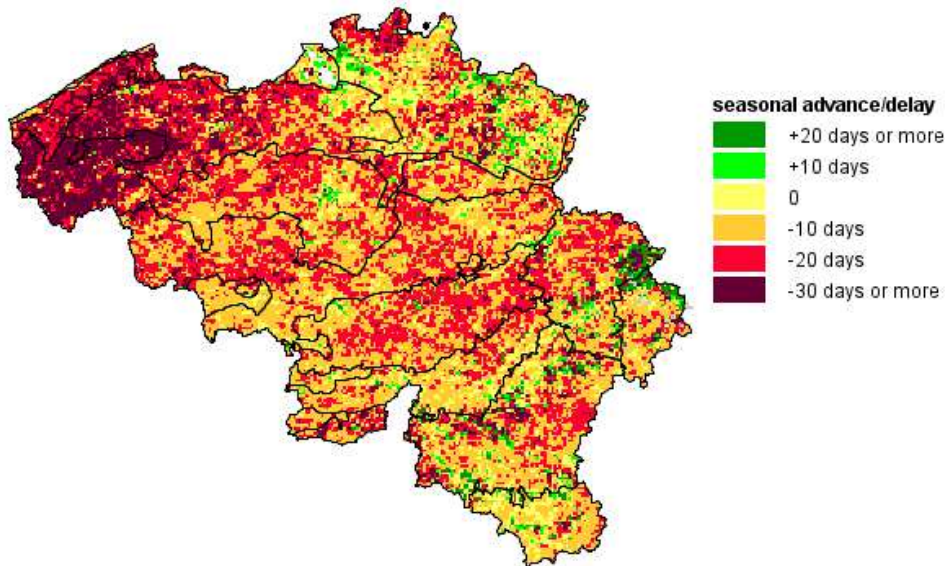 seasonal advance/delay
+20 days or more
+10 days
0
-10 days
-20 days
-30 days or more